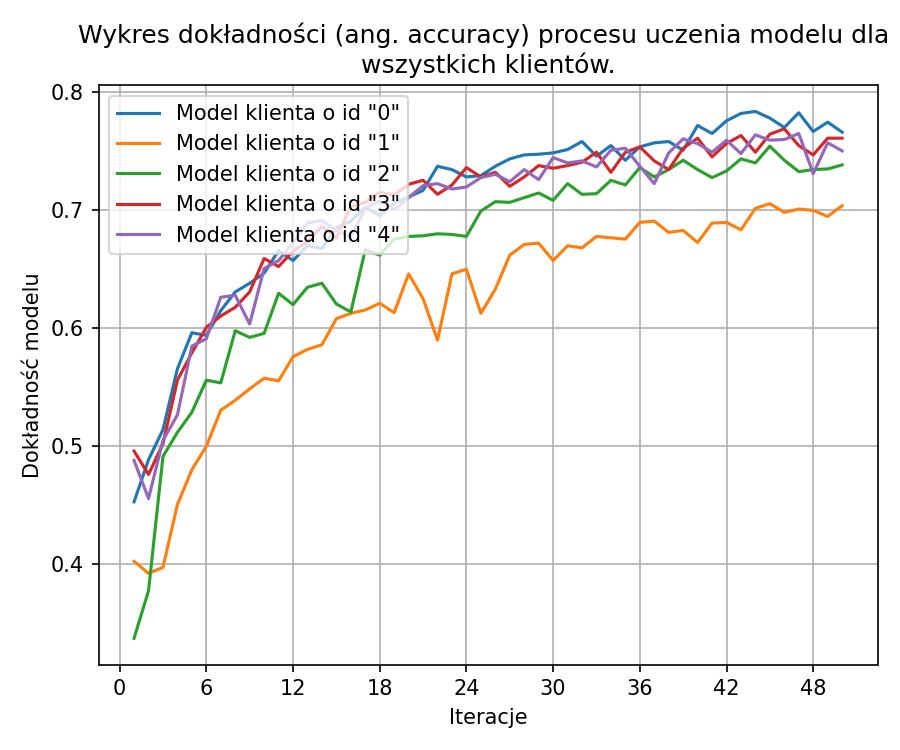 Wykres dokładności (ang. accuracy) procesu uczenia modelu dla
wszystkich klientów.
0.8
0.7
0.6
0.5
0.4
Dokładność modelu
Model klienta o id "0"
Model klienta o id "1"
Model klienta o id "2"
Model klienta o id "3"
Model klienta o id "4"
0 6 12 18 24 30 36 42 48
Iteracje